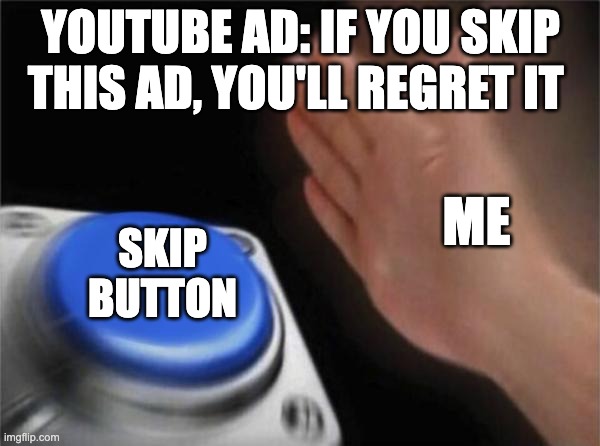 YOUTUBE AD: IF YOU SKIP
THIS AD, YOU'LL REGRET IT
ME
SKIP
BUTTON
imgflip.com